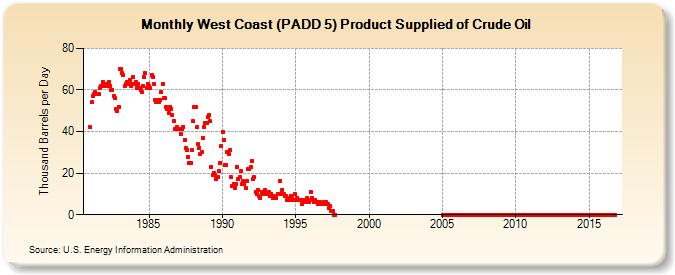 Monthly West Coast (PADD 5) Product Supplied of Crude Oil
Thousand Barrels per Day
80
60
40
20
0
1985 1990 1995 2000 2005 2010 2015
Source: U.S. Energy Information Administration